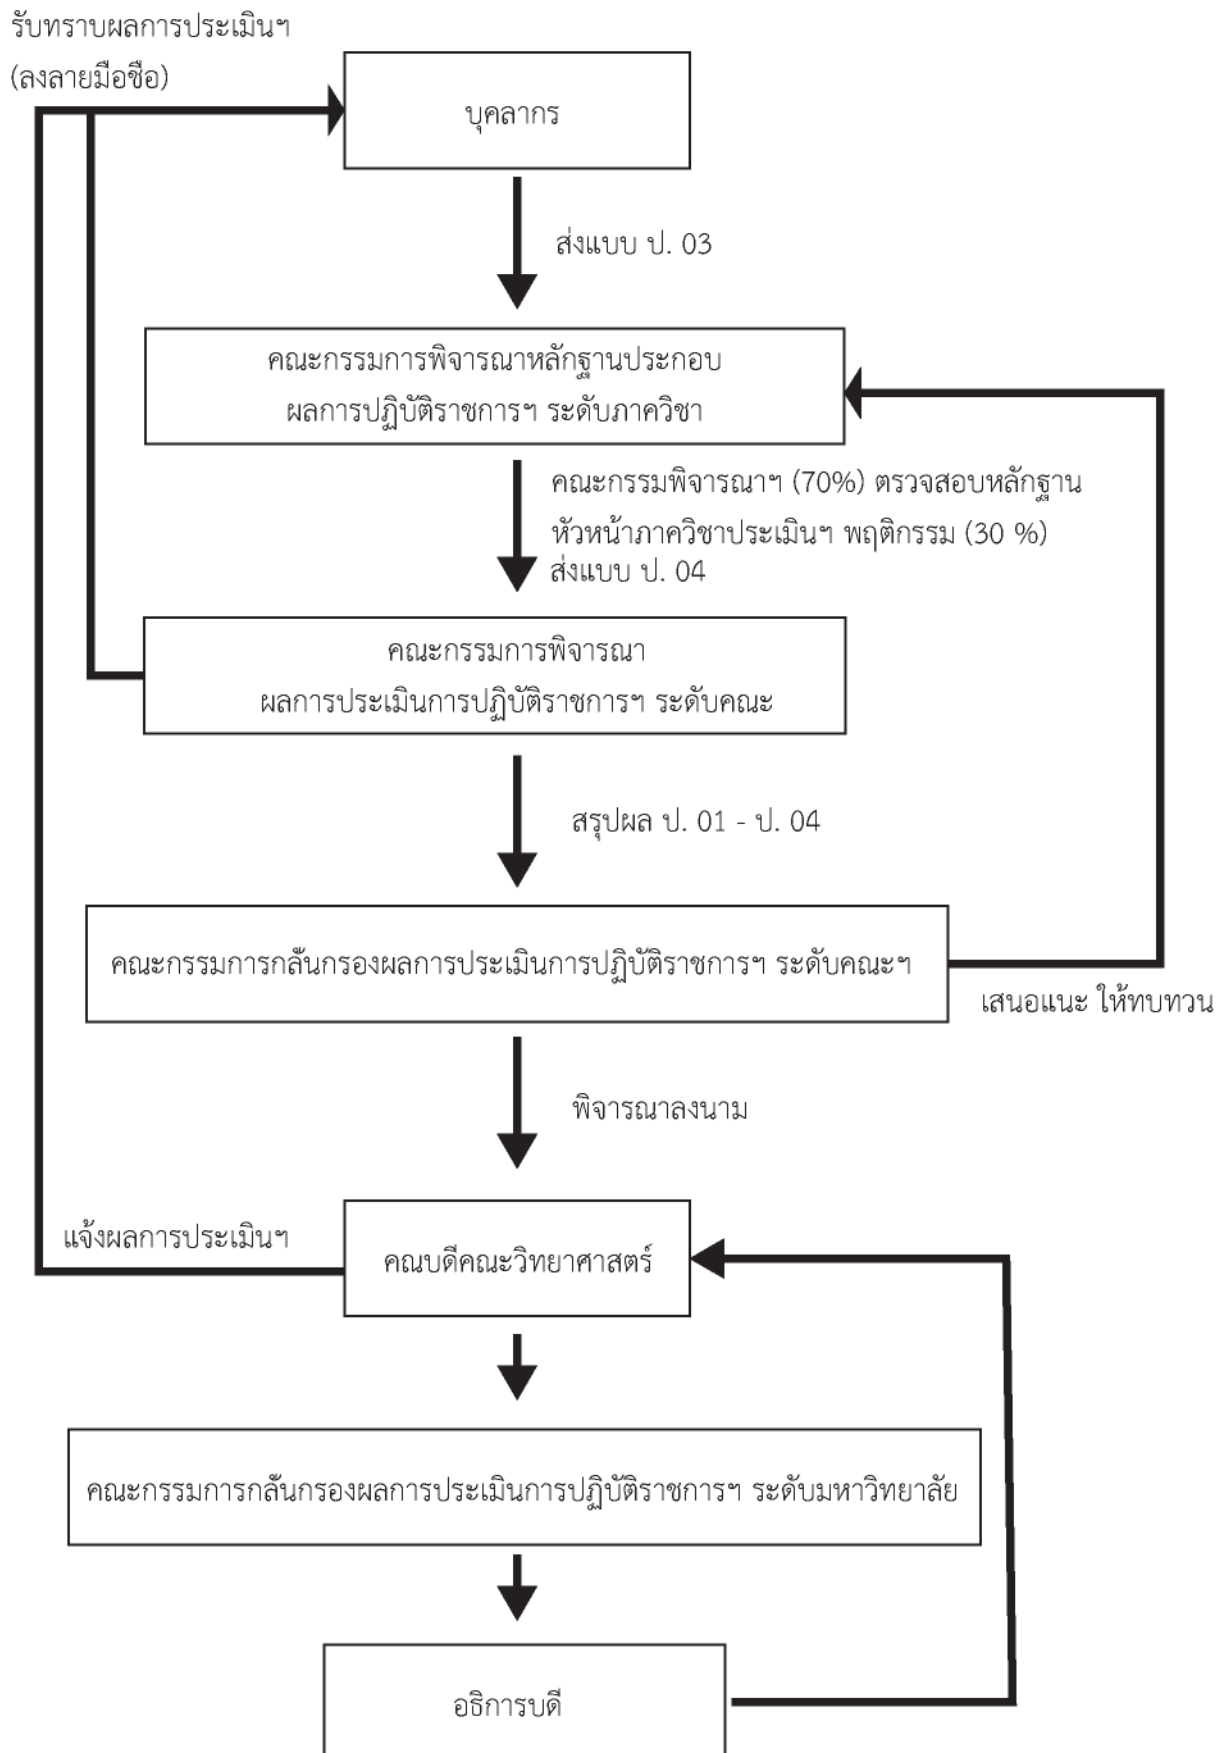 รับทราบผลการประเมินฯ
(ลงลายมือชื่อ)
บุคลากร
ส่งแบบ ป. 03
คณะกรรมการพิจารณาหลักฐานประกอบ
ผลการปฏิบัติราชการฯ ระดับภาควิชา
คณะกรรมพิจารณาฯ (70%) ตรวจสอบหลักฐาน
หัวหน้าภาควิชาประเมินฯ พฤติกรรม (30 %)
ส่งแบบ ป. 04
คณะกรรมการพิจารณา
ผลการประเมินการปฏิบัติราชการฯ ระดับคณะ
สรุปผล ป. 01 - ป. 04
คณะกรรมการกลั่นกรองผลการประเมินการปฏิบัติราชการฯ ระดับคณะฯ
เสนอแนะ ให้ทบทวน
พิจารณาลงนาม
แจ้งผลการประเมินฯ
คณบดีคณะวิทยาศาสตร์
คณะกรรมการกลั่นกรองผลการประเมินการปฏิบัติราชการฯ ระดับมหาวิทยาลัย
อธิการบดี